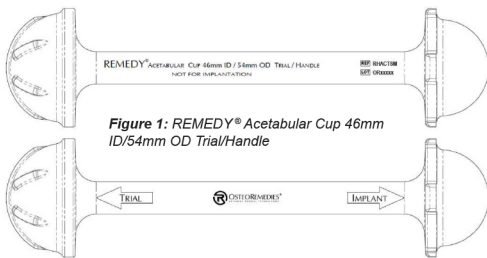 REMEDY® ACETABULAR CUP 46MM ID / 54MM OD TRIAL / HANDLE
NOT FOR IMPLANTATION
REF RHACTSM
LOT ORxxxxx
Figure 1: REMEDY® Acetabular Cup 46mm
ID/54mm OD Trial/Handle
TRIAL
OSTEOREMEDIES®
IMPLANT